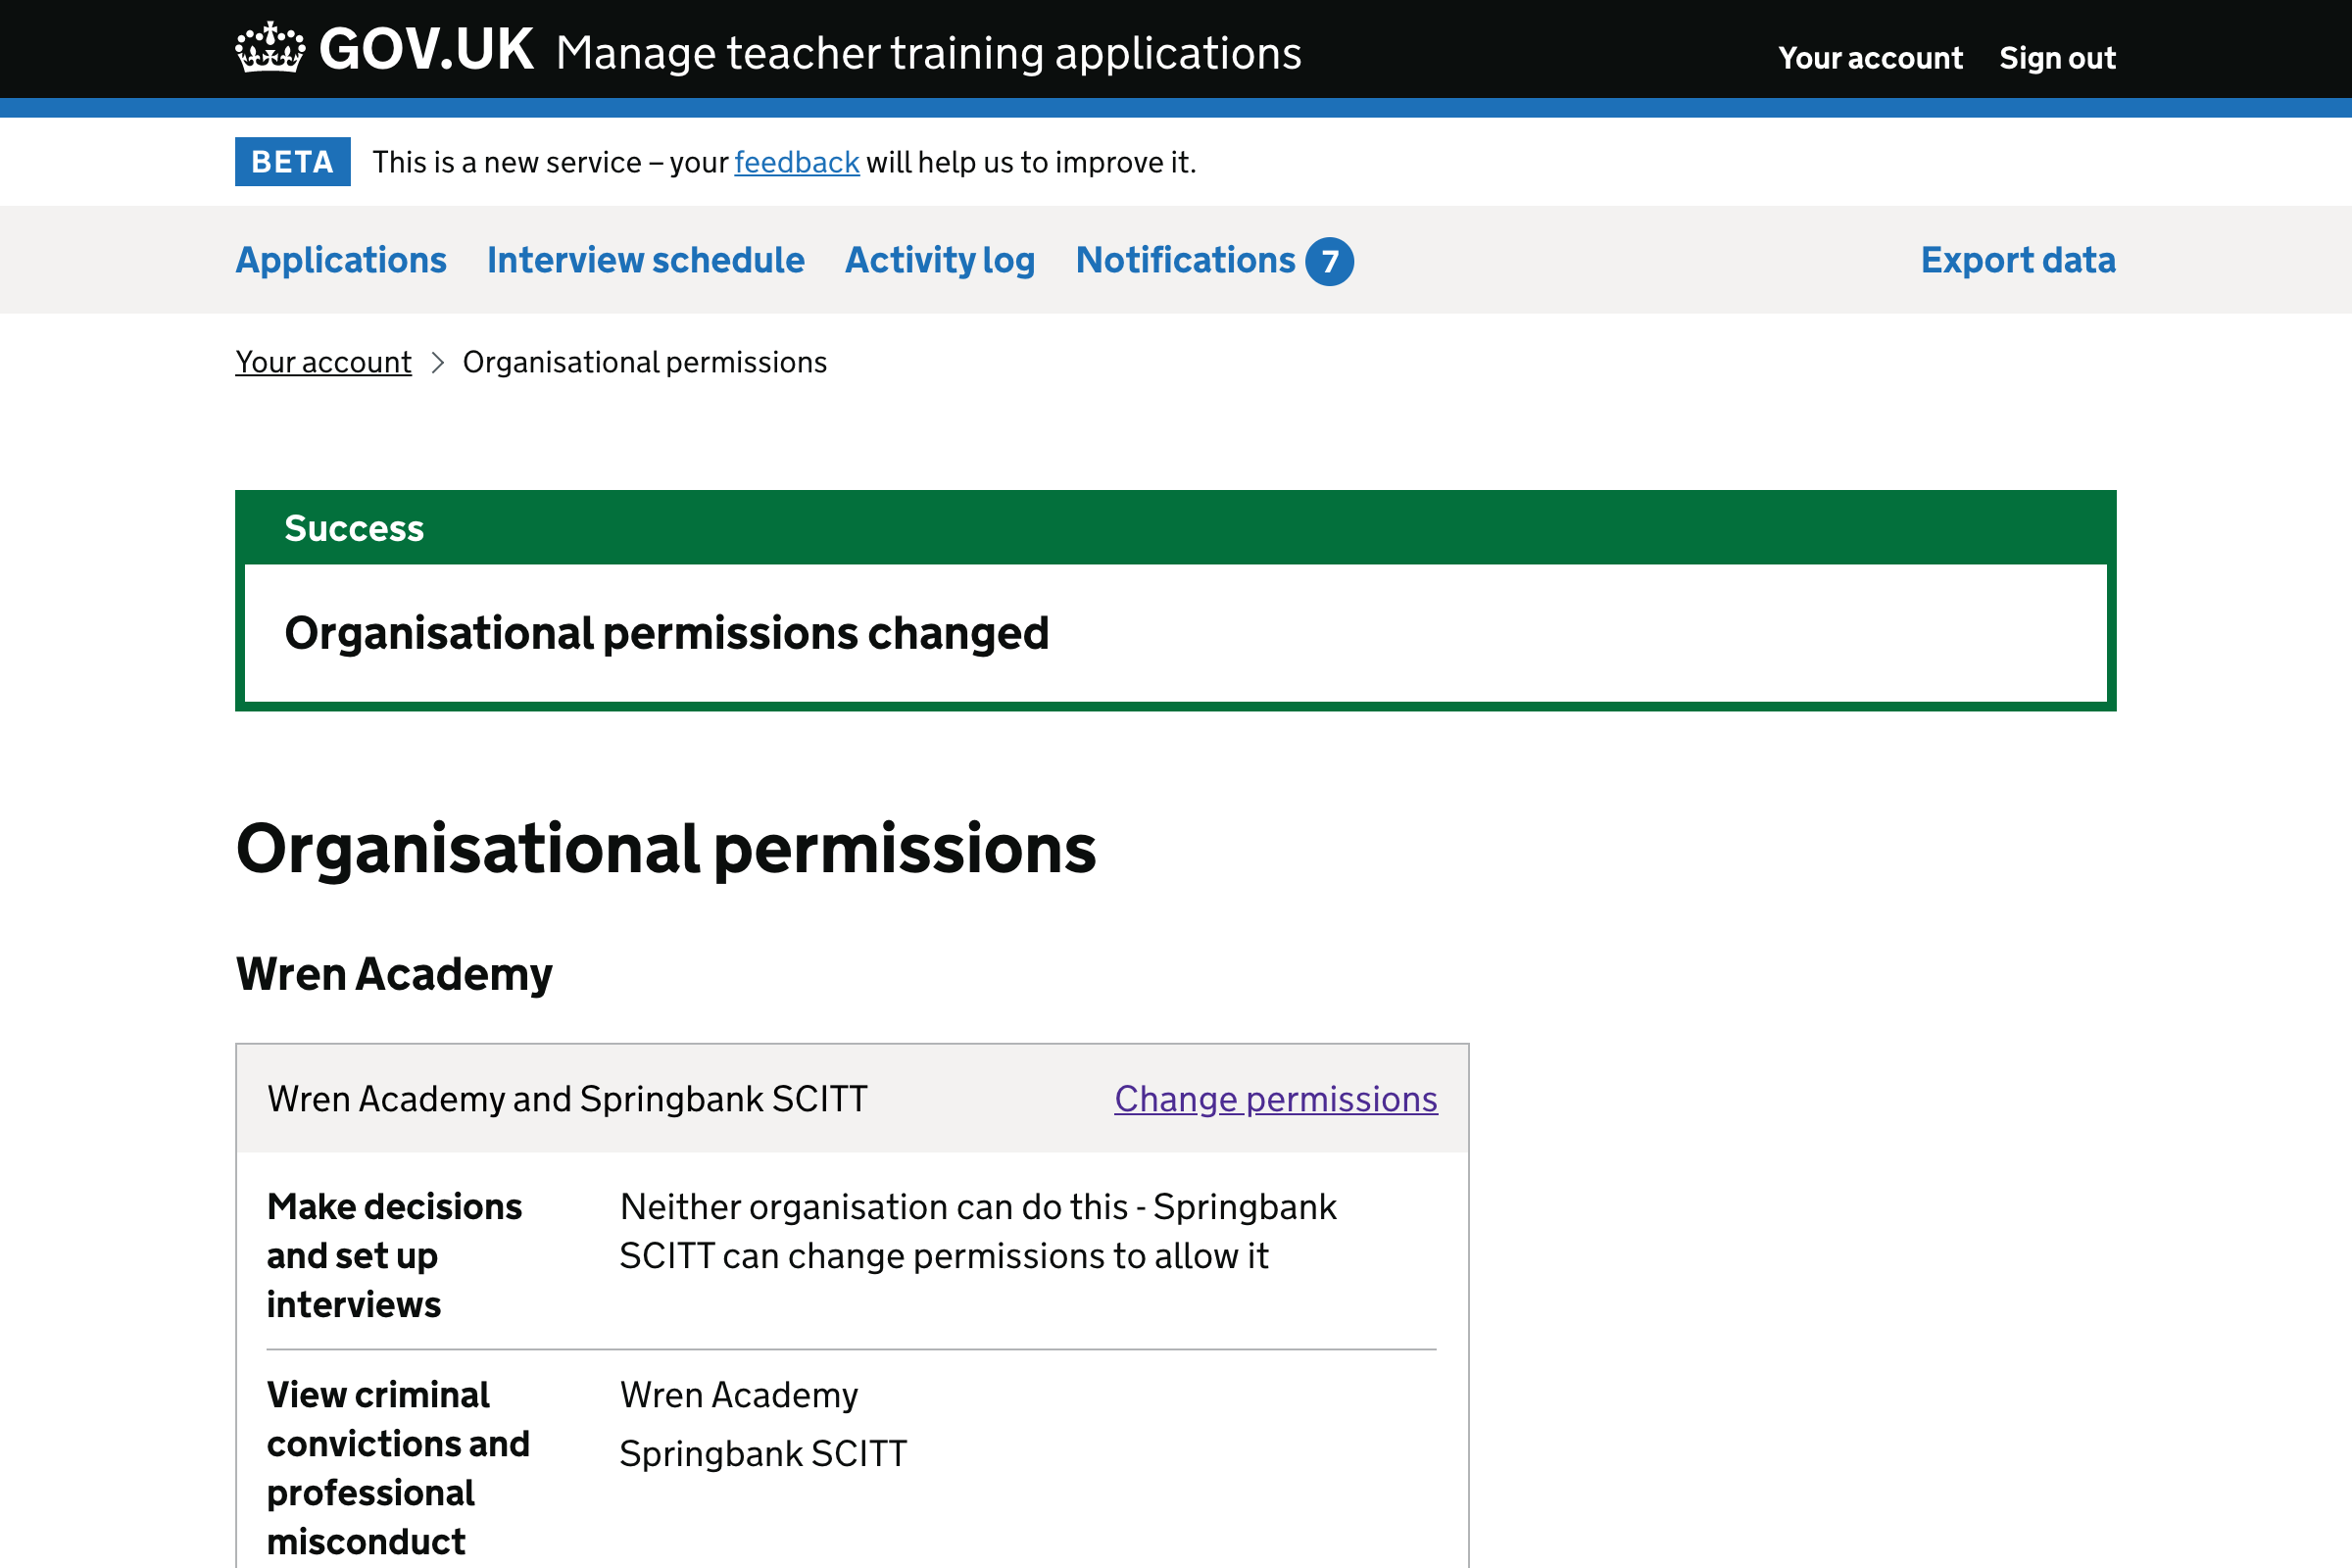 GOV.UK Manage teacher training applications Your account Sign out
BETA This is a new service – your feedback will help us to improve it.
Applications Interview schedule Activity log Notifications 7 Export data
Your account > Organisational permissions
Success
Organisational permissions changed
Organisational permissions
Wren Academy
Wren Academy and Springbank SCITT Change permissions
Make decisions
and set up
interviews
Neither organisation can do this - Springbank
SCITT can change permissions to allow it
View criminal
convictions and
professional
misconduct
Wren Academy
Springbank SCITT